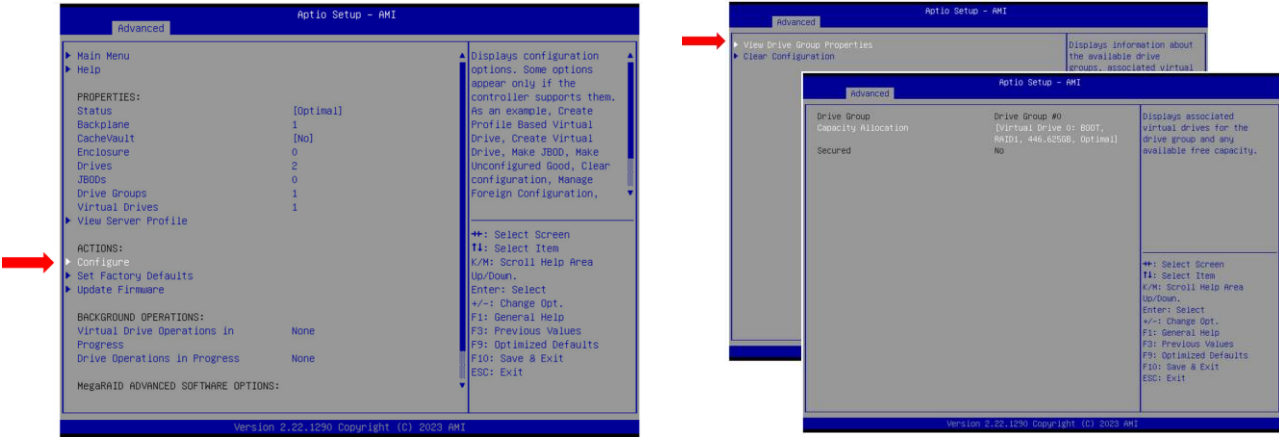 Aptio Setup - AMI
Advanced
Main Menu
Help
PROPERTIES:
Status [Optimal]
Backplane 1
CacheVault [No]
Enclosure 0
Drives 2
JBODs 0
Drive Groups 1
Virtual Drives 1
View Server Profile
ACTIONS:
Configure
Set Factory Defaults
Update Firmware
BACKGROUND OPERATIONS:
Virtual Drive Operations in None
Progress
Drive Operations in Progress None
MegaRAID ADVANCED SOFTWARE OPTIONS:
Displays configuration
options. Some options
appear only if the
controller supports them.
As an example, Create
Profile Based Virtual
Drive, Create Virtual
Drive, Make JBOD, Make
Unconfigured Good, Clear
configuration, Manage
Foreign Configuration,
↔: Select Screen
↑↓: Select Item
K/M: Scroll Help Area
Up/Down.
Enter: Select
+/-: Change Opt.
F1: General Help
F3: Previous Values
F9: Optimized Defaults
F10: Save & Exit
ESC: Exit
Version 2.22.1290 Copyright (C) 2023 AMI
Aptio Setup - AMI
Advanced
View Drive Group Properties
Clear Configuration
Displays information about
the available drive
groups, associated virtual
Aptio Setup - AMI
Advanced
Drive Group Drive Group #0
Capacity Allocation [Virtual Drive 0: BOOT,
RAID1, 446.625GB, Optimal]
Secured No
Displays associated
virtual drives for the
drive group and any
available free capacity.
↔: Select Screen
↑↓: Select Item
K/M: Scroll Help Area
Up/Down.
Enter: Select
+/-: Change Opt.
F1: General Help
F3: Previous Values
F9: Optimized Defaults
F10: Save & Exit
ESC: Exit
Version 2.22.1290 Copyright (C) 2023 AMI